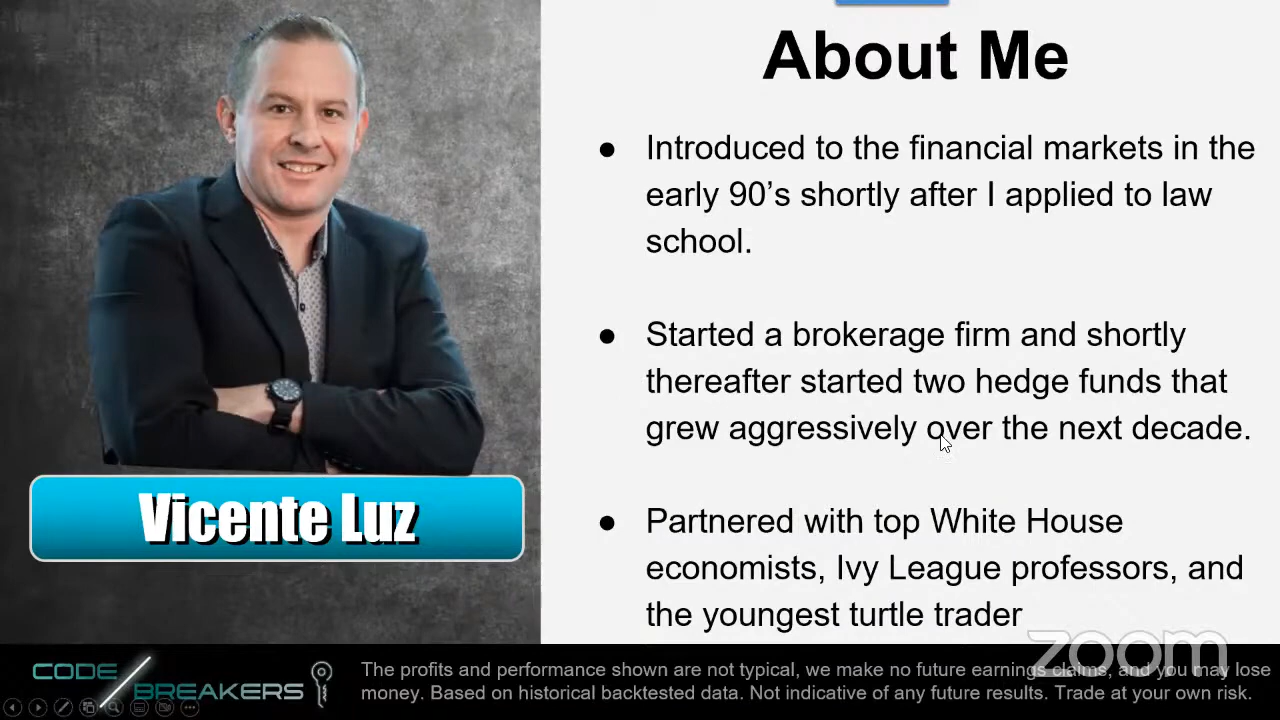 About Me
● Introduced to the financial markets in the
early 90’s shortly after I applied to law
school.
● Started a brokerage firm and shortly
thereafter started two hedge funds that
grew aggressively over the next decade.
● Partnered with top White House
economists, Ivy League professors, and
the youngest turtle trader
Vicente Luz
zoom
CODE
BREAKERS
The profits and performance shown are not typical, we make no future earnings claims, and you may lose
money. Based on historical backtested data. Not indicative of any future results. Trade at your own risk.